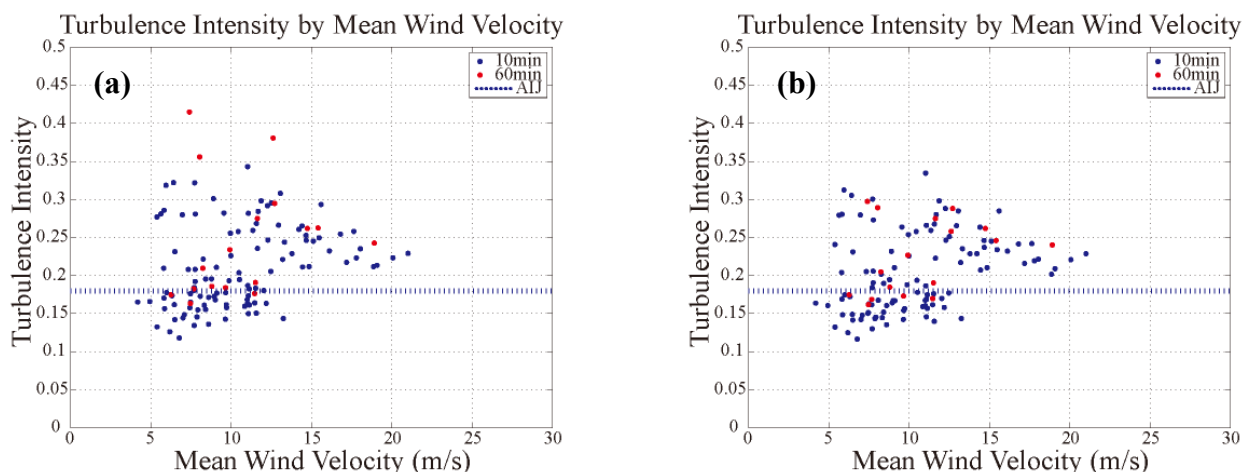 Turbulence Intensity by Mean Wind Velocity
0.5
0.45
0.4
0.35
0.3
0.25
0.2
0.15
0.1
0.05
0
(a)
10min
60min
AIJ
Turbulence Intensity
0 5 10 15 20 25 30
Mean Wind Velocity (m/s)
Turbulence Intensity by Mean Wind Velocity
0.5
0.45
0.4
0.35
0.3
0.25
0.2
0.15
0.1
0.05
0
(b)
10min
60min
AIJ
Turbulence Intensity
0 5 10 15 20 25 30
Mean Wind Velocity (m/s)